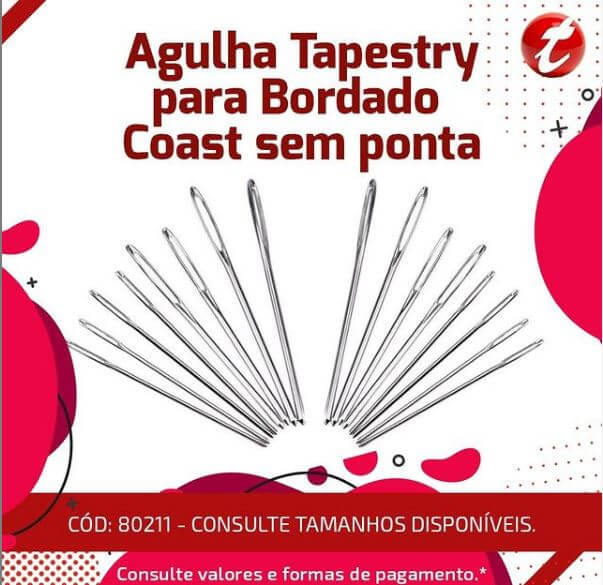 Agulha Tapestry
para Bordado
Coast sem ponta
t
CÓD: 80211 - CONSULTE TAMANHOS DISPONÍVEIS.
Consulte valores e formas de pagamento.*